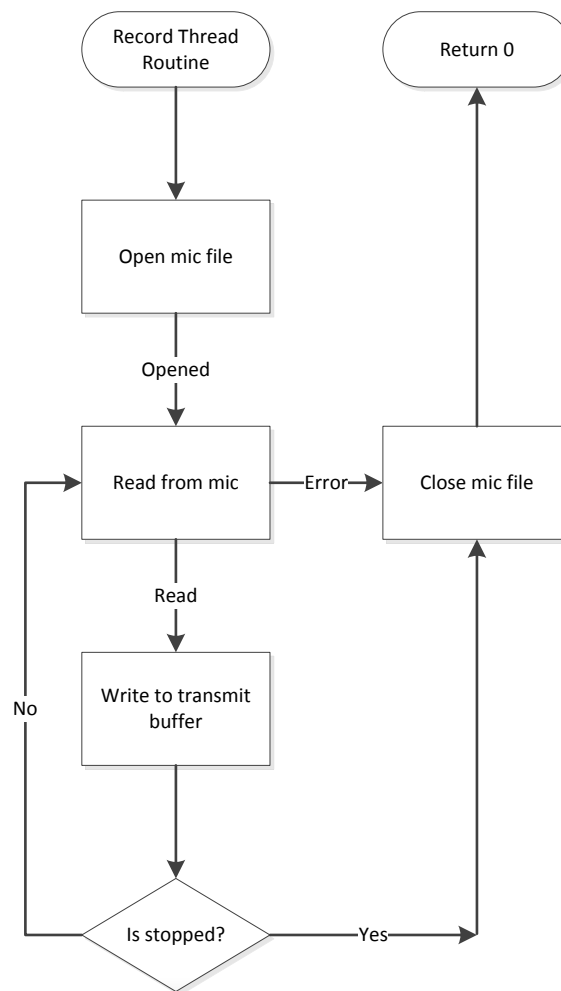 Record Thread
Routine
Return 0
Open mic file
Opened
Read from mic
Error
Close mic file
Read
Write to transmit
buffer
No
Is stopped?
Yes